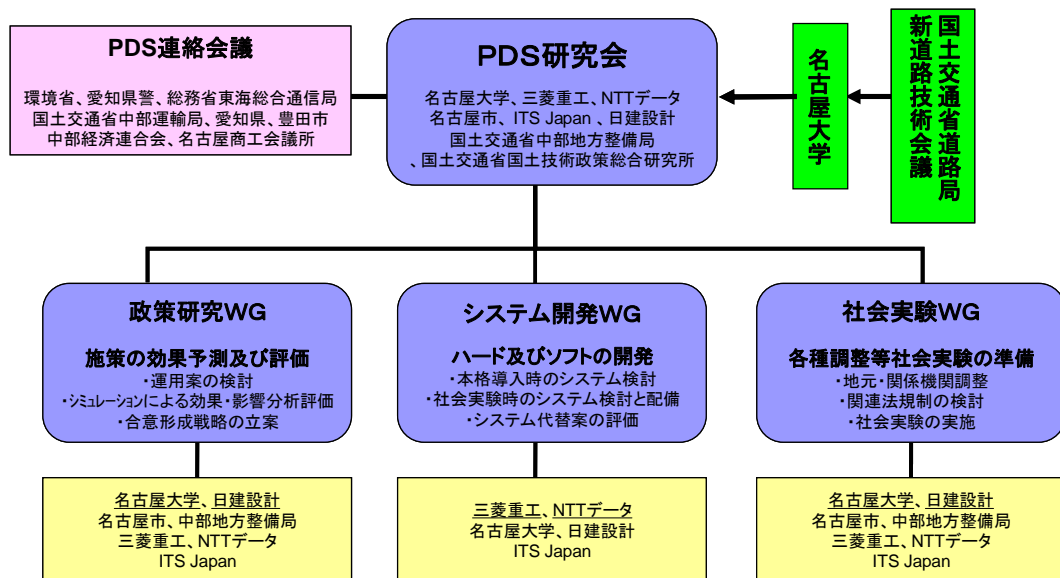 PDS連絡会議
環境省、愛知県警、総務省東海総合通信局
国土交通省中部運輸局、愛知県、豊田市
中部経済連合会、名古屋商工会議所
PDS研究会
名古屋大学、三菱重工、NTTデータ
名古屋市、ITS Japan 、日建設計
国土交通省中部地方整備局
、国土交通省国土技術政策総合研究所
名古屋大学
国土交通省道路局
新道路技術会議
政策研究WG
施策の効果予測及び評価
・運用案の検討
・シミュレーションによる効果・影響分析評価
・合意形成戦略の立案
システム開発WG
ハード及びソフトの開発
・本格導入時のシステム検討
・社会実験時のシステム検討と配備
・システム代替案の評価
社会実験WG
各種調整等社会実験の準備
・地元・関係機関調整
・関連法規制の検討
・社会実験の実施
名古屋大学、日建設計
名古屋市、中部地方整備局
三菱重工、NTTデータ
ITS Japan
三菱重工、NTTデータ
名古屋大学、日建設計
ITS Japan
名古屋大学、日建設計
名古屋市、中部地方整備局
三菱重工、NTTデータ
ITS Japan